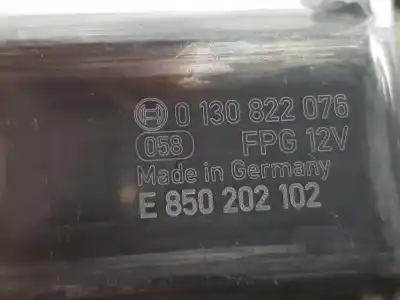 0 130 822 076
058 FPG 12V
Made in Germany
E 850 202 102